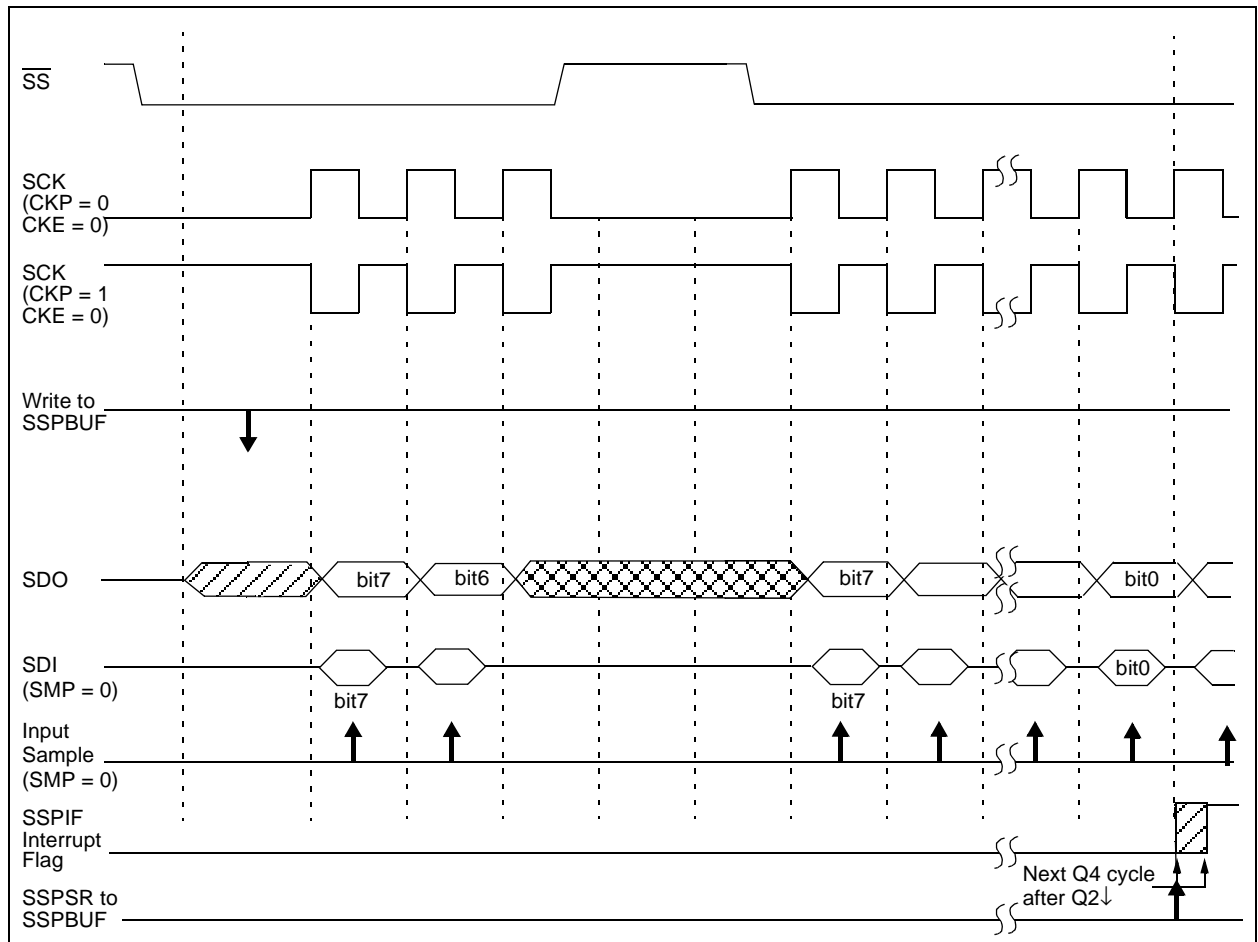 SS
SCK
(CKP = 0
CKE = 0)
SCK
(CKP = 1
CKE = 0)
Write to
SSPBUF
SDO
bit7
bit6
bit7
bit0
SDI
(SMP = 0)
bit7
bit7
bit0
Input
Sample
(SMP = 0)
SSPIF
Interrupt
Flag
Next Q4 cycle
after Q2↓
SSPSR to
SSPBUF